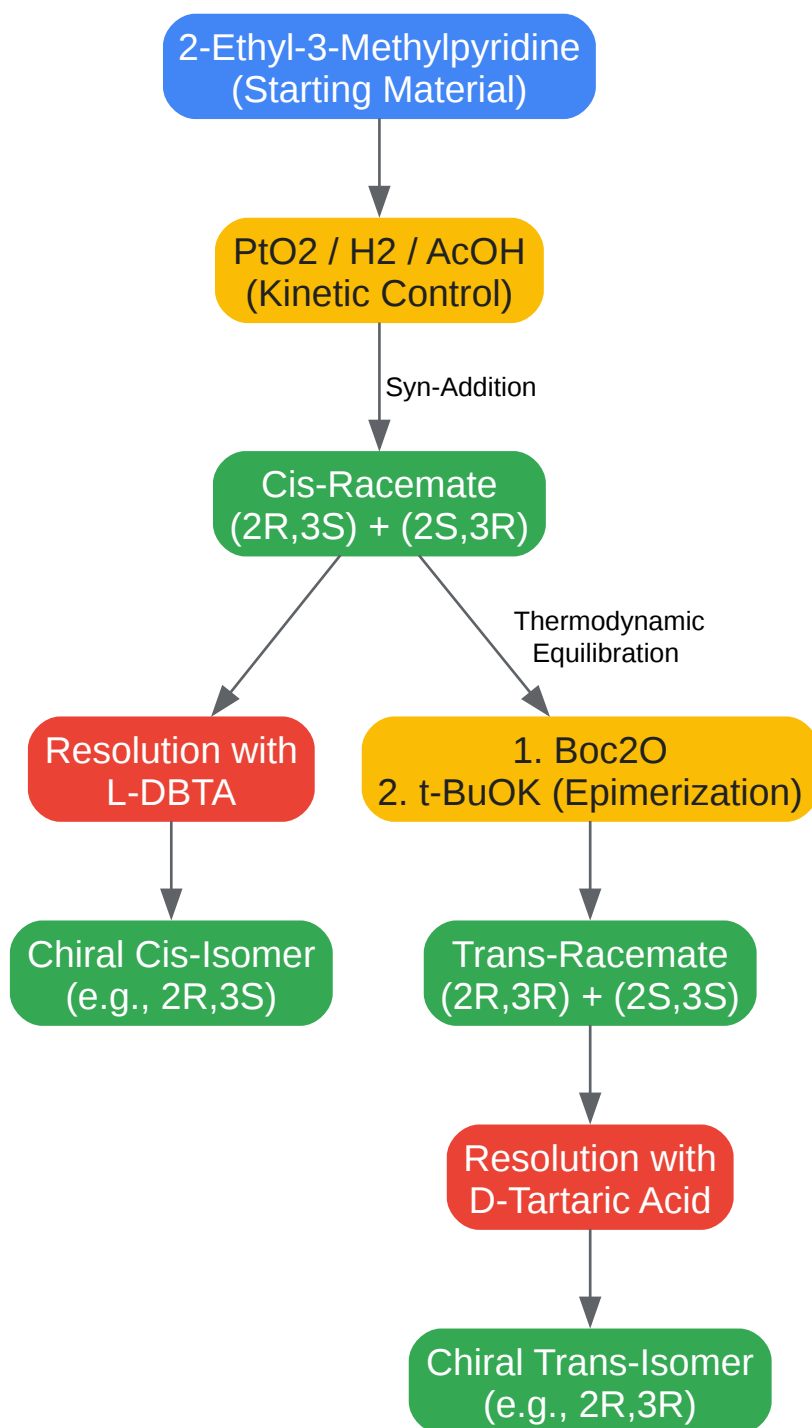 2-Ethyl-3-Methylpyridine
(Starting Material)
PtO2 / H2 / AcOH
(Kinetic Control)
Syn-Addition
Cis-Racemate
(2R,3S) + (2S,3R)
Thermodynamic
Equilibration
Resolution with
L-DBTA
1. Boc2O
2. t-BuOK (Epimerization)
Chiral Cis-Isomer
(e.g., 2R,3S)
Trans-Racemate
(2R,3R) + (2S,3S)
Resolution with
D-Tartaric Acid
Chiral Trans-Isomer
(e.g., 2R,3R)